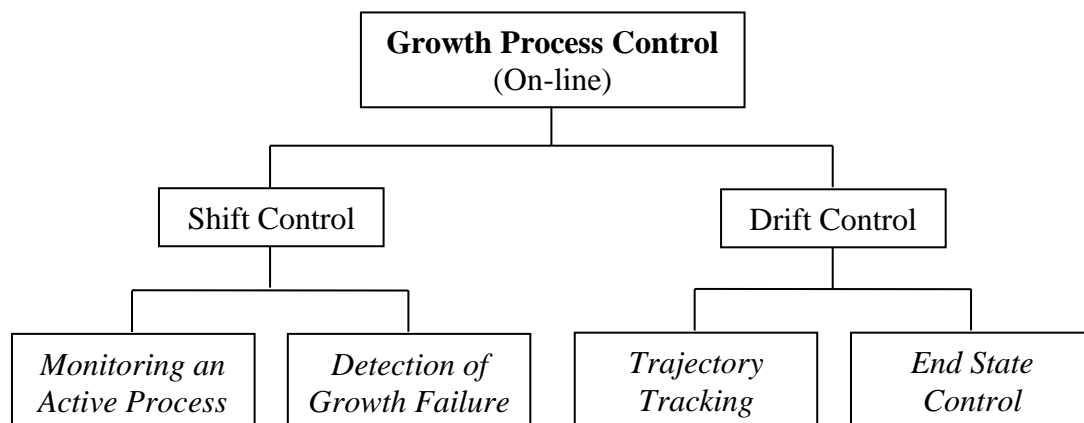 Growth Process Control
(On-line)
Shift Control
Drift Control
Monitoring an
Active Process
Detection of
Growth Failure
Trajectory
Tracking
End State
Control